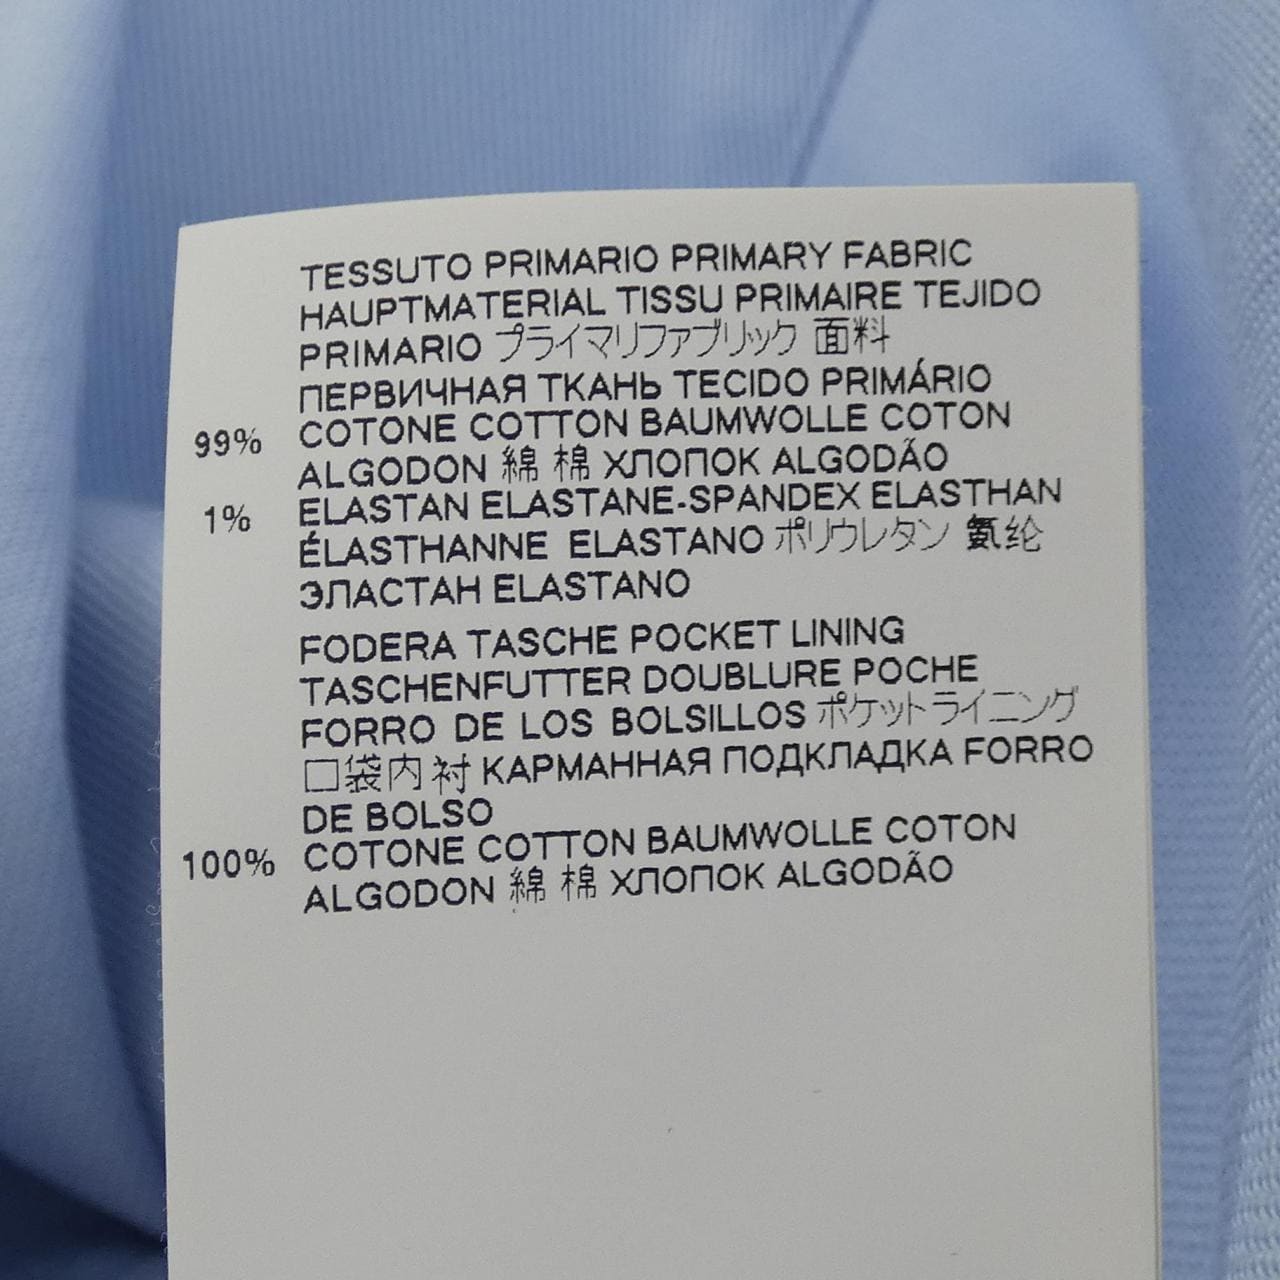 TESSUTO PRIMARIO PRIMARY FABRIC
HAUPTMATERIAL TISSU PRIMAIRE TEJIDO
PRIMARIO プライマリファブリック 面料
ПЕРВИЧНАЯ ТКАНЬ TECIDO PRIMÁRIO
99% COTONE COTTON BAUMWOLLE COTON
ALGODON 綿 棉 ХЛОПОК ALGODÃO
1% ELASTAN ELASTANE-SPANDEX ELASTHAN
ÉLASTHANNE ELASTANO ポリウレタン 氨纶
ЭЛАСТАН ELASTANO
FODERA TASCHE POCKET LINING
TASCHENFUTTER DOUBLURE POCHE
FORRO DE LOS BOLSILLOS ポケットライニング
口袋内衬 КАРМАННАЯ ПОДКЛАДКА FORRO
DE BOLSO
100% COTONE COTTON BAUMWOLLE COTON
ALGODON 綿 棉 ХЛОПОК ALGODÃO